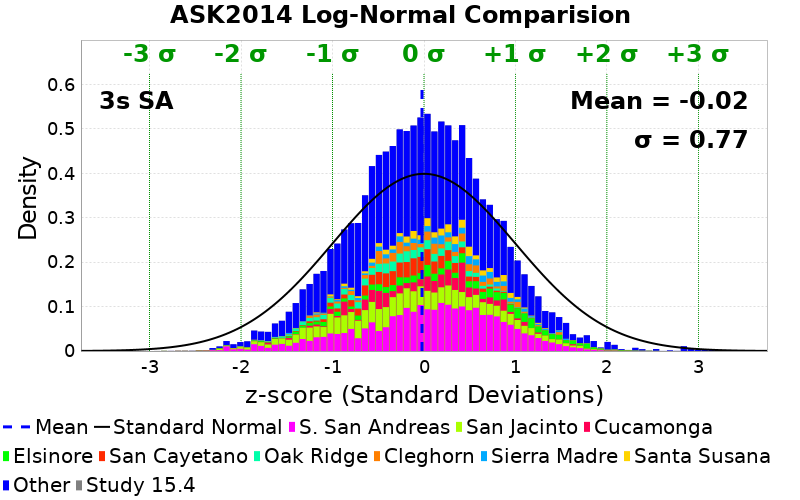 ASK2014 Log-Normal Comparision
-3 σ -2 σ -1 σ 0 σ +1 σ +2 σ +3 σ
3s SA
Mean = -0.02
σ = 0.77
Density
0.6
0.5
0.4
0.3
0.2
0.1
0
-3 -2 -1 0 1 2 3
z-score (Standard Deviations)
Mean Standard Normal S. San Andreas San Jacinto Cucamonga
Elsinore San Cayetano Oak Ridge Cleghorn Sierra Madre Santa Susana
Other Study 15.4